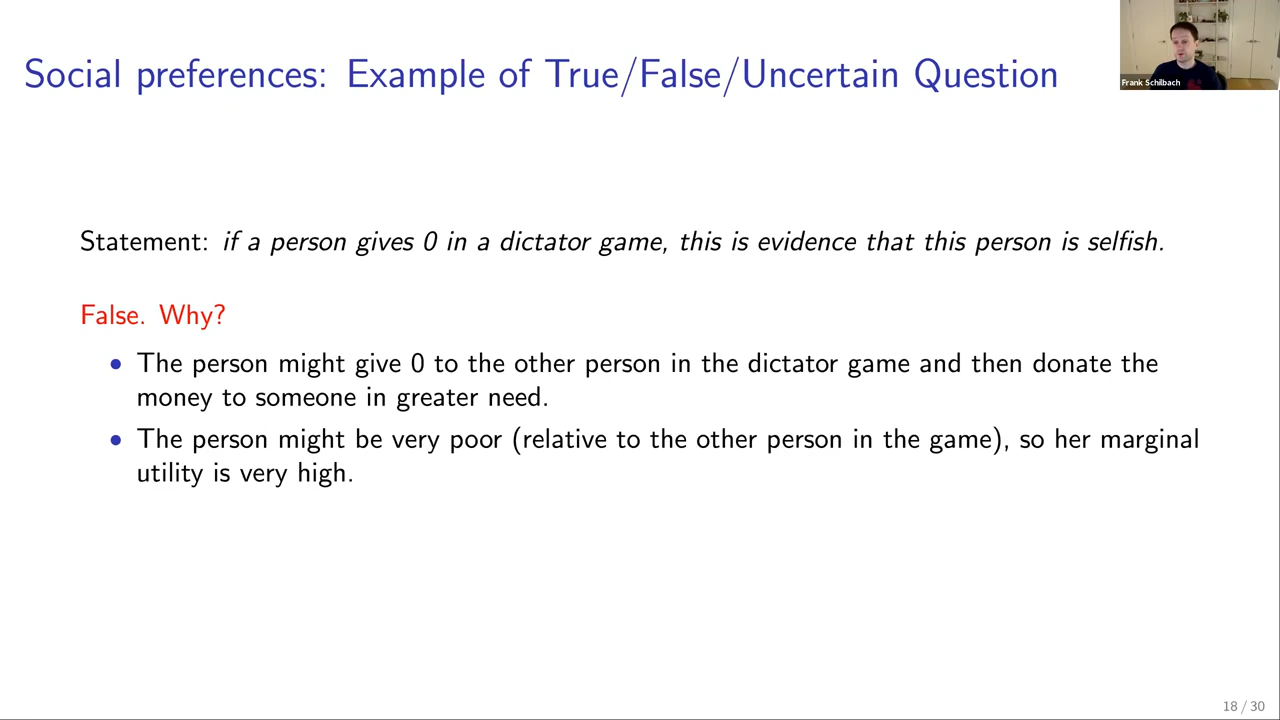 Social preferences: Example of True/False/Uncertain Question
Frank Schilbach
Statement: if a person gives 0 in a dictator game, this is evidence that this person is selfish.
False. Why?
• The person might give 0 to the other person in the dictator game and then donate the
money to someone in greater need.
• The person might be very poor (relative to the other person in the game), so her marginal
utility is very high.
18 / 30